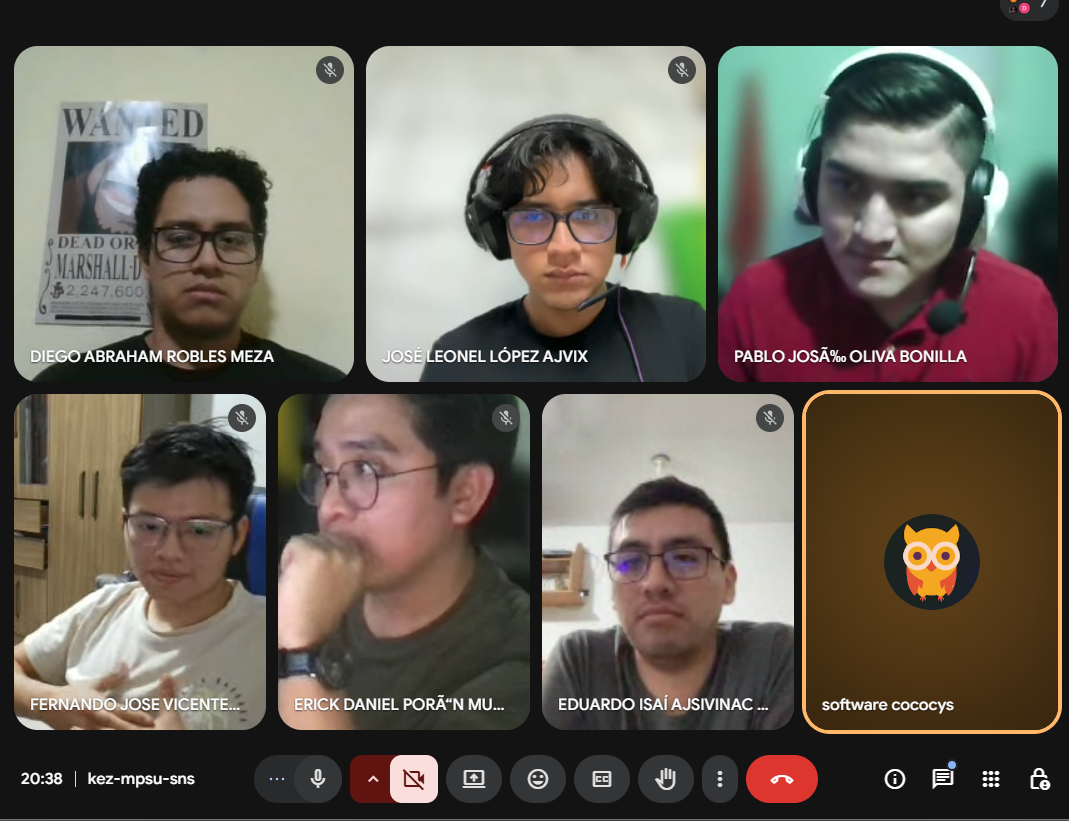 7
WANTED
DEAD OR
MARSHALL-D
2,247,600
DIEGO ABRAHAM ROBLES MEZA
JOSÉ LEONEL LÓPEZ AJVIX
PABLO JOSÃ‰ OLIVA BONILLA
FERNANDO JOSE VICENTE...
ERICK DANIEL PORÃ“N MU...
EDUARDO ISAÍ AJSIVINAC ...
software cococys
20:38 | kez-mpsu-sns